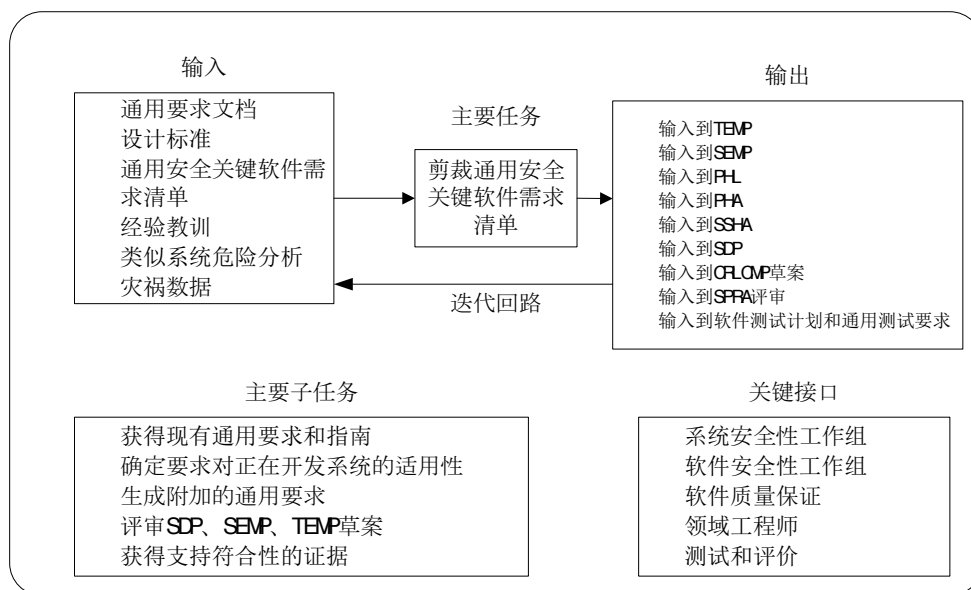 输入
通用要求文档
设计标准
通用安全关键软件需
求清单
经验教训
类似系统危险分析
灾祸数据
主要任务
剪裁通用安全
关键软件需求
清单
迭代回路
输出
输入到TEMP
输入到SEMP
输入到PHL
输入到PHA
输入到SSHA
输入到SDP
输入到CRLCMP草案
输入到SPRA评审
输入到软件测试计划和通用测试要求
主要子任务
获得现有通用要求和指南
确定要求对正在开发系统的适用性
生成附加的通用要求
评审SDP、SEMP、TEMP草案
获得支持符合性的证据
关键接口
系统安全性工作组
软件安全性工作组
软件质量保证
领域工程师
测试和评价